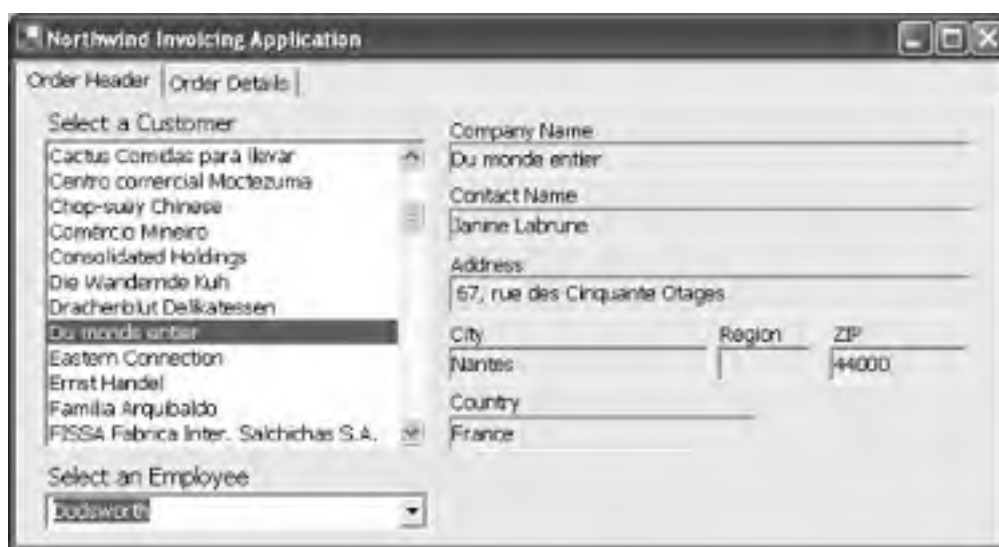 Northwind Invoicing Application
Order Header
Order Details
Select a Customer
Cactus Comidas para llevar
Centro comercial Moctezuma
Chop-suey Chinese
Comércio Mineiro
Consolidated Holdings
Die Wandernde Kuh
Drachenblut Delikatessen
Du monde entier
Eastern Connection
Ernst Handel
Familia Arquibaldo
FISSA Fabrica Inter. Salchichas S.A.
Select an Employee
Dodsworth
Company Name
Du monde entier
Contact Name
Janine Labrune
Address
67, rue des Cinquante Otages
City Region ZIP
Nantes 44000
Country
France